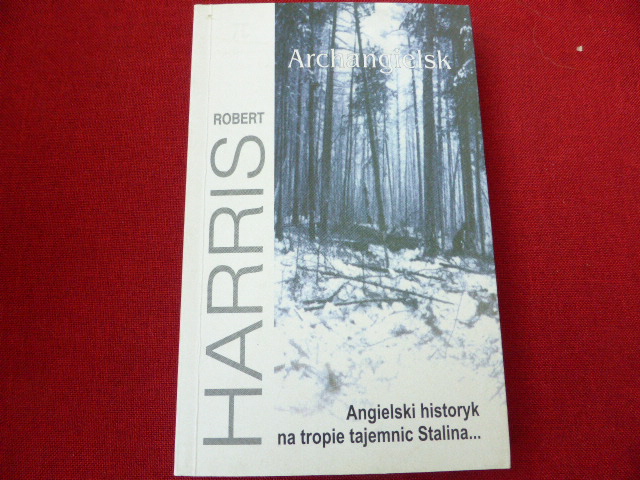 Archangielsk
ROBERT
HARRIS
Angielski historyk
na tropie tajemnic Stalina...